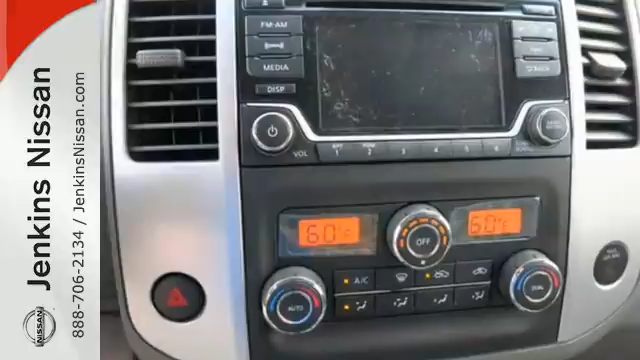 Jenkins Nissan
888-706-2134 / JenkinsNissan.com
NISSAN
FM·AM
MEDIA
DISP
VOL
1 2 3 4 5 6
60°F
OFF
60°F
A/C
AUTO
DUAL